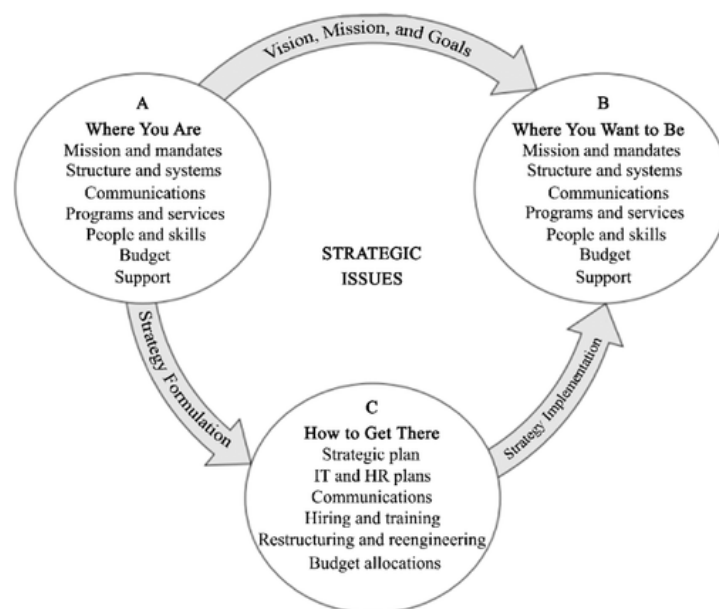 Vision, Mission, and Goals
A
Where You Are
Mission and mandates
Structure and systems
Communications
Programs and services
People and skills
Budget
Support
B
Where You Want to Be
Mission and mandates
Structure and systems
Communications
Programs and services
People and skills
Budget
Support
STRATEGIC
ISSUES
Strategy Formulation
Strategy Implementation
C
How to Get There
Strategic plan
IT and HR plans
Communications
Hiring and training
Restructuring and reengineering
Budget allocations